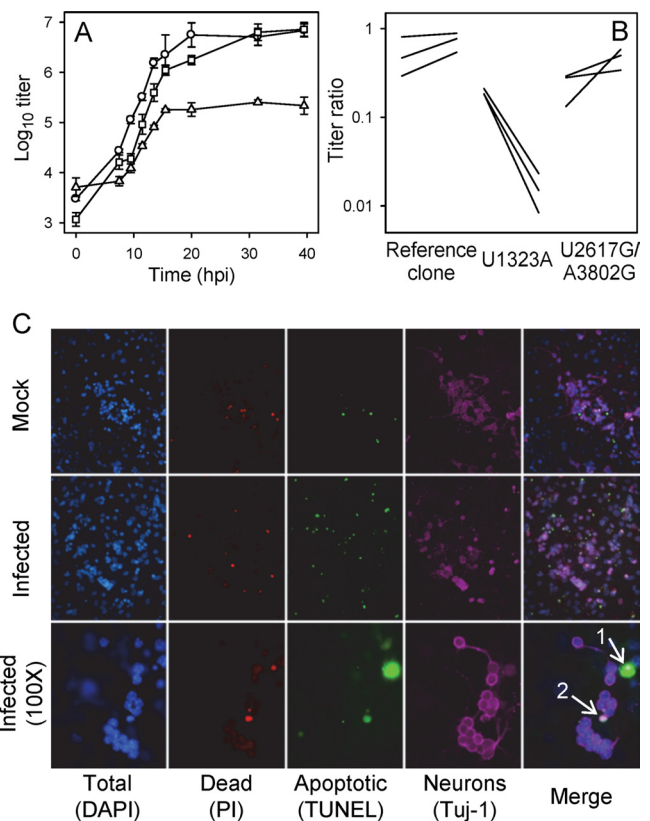 A
B
Log10 titer
7
6
5
4
3
0
10
20
30
40
Time (hpi)
Titer ratio
1
0.1
0.01
Reference
clone
U1323A
U2617G/
A3802G
C
Mock
Infected
Infected
(100X)
1
2
Total
(DAPI)
Dead
(PI)
Apoptotic
(TUNEL)
Neurons
(Tuj-1)
Merge